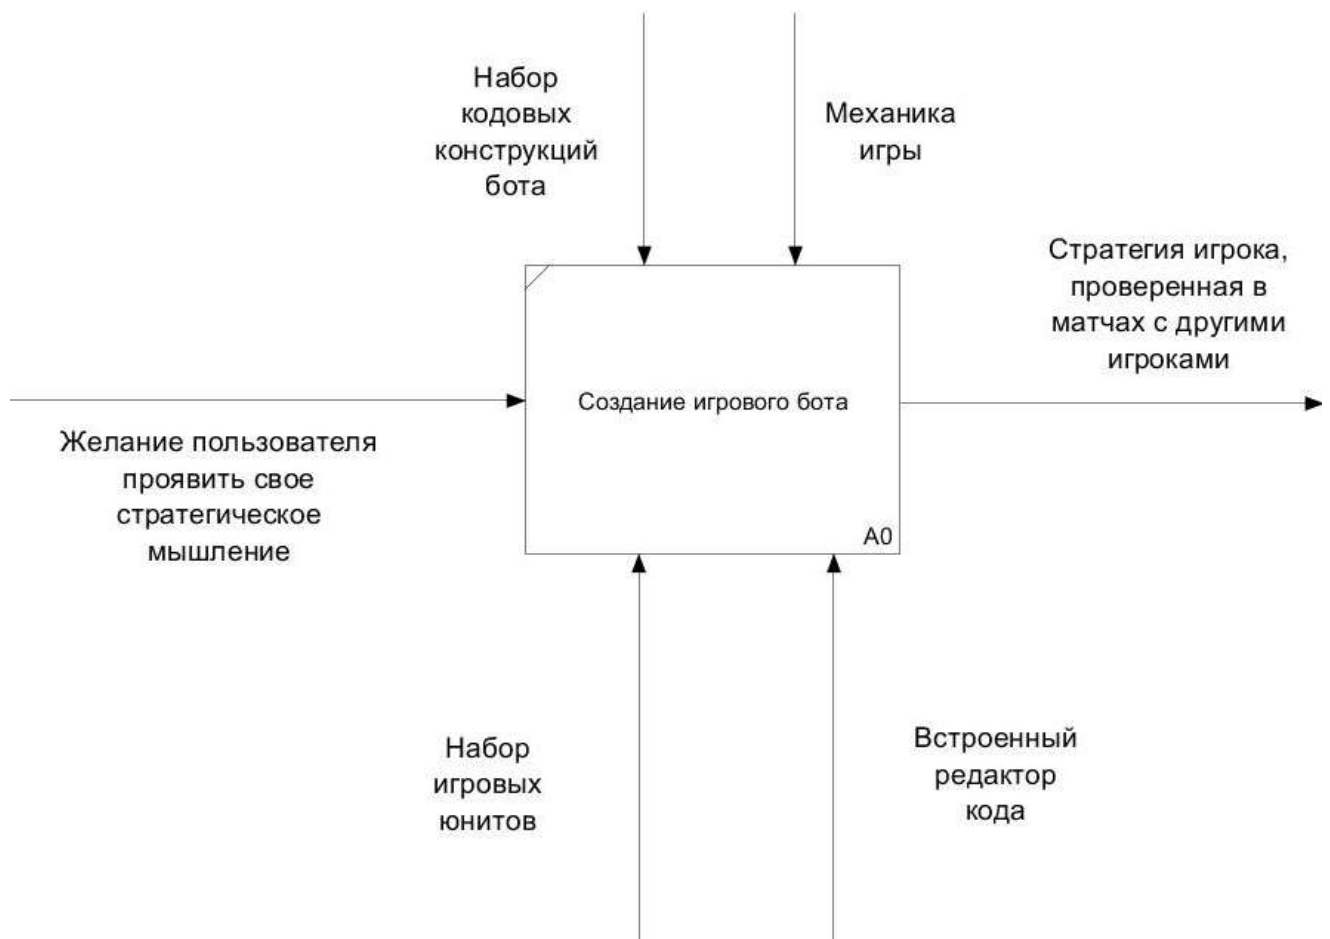 Набор
кодовых
конструкций
бота
Механика
игры
Стратегия игрока,
проверенная в
матчах с другими
игроками
Создание игрового бота
Желание пользователя
проявить свое
стратегическое
мышление
A0
Набор
игровых
юнитов
Встроенный
редактор
кода